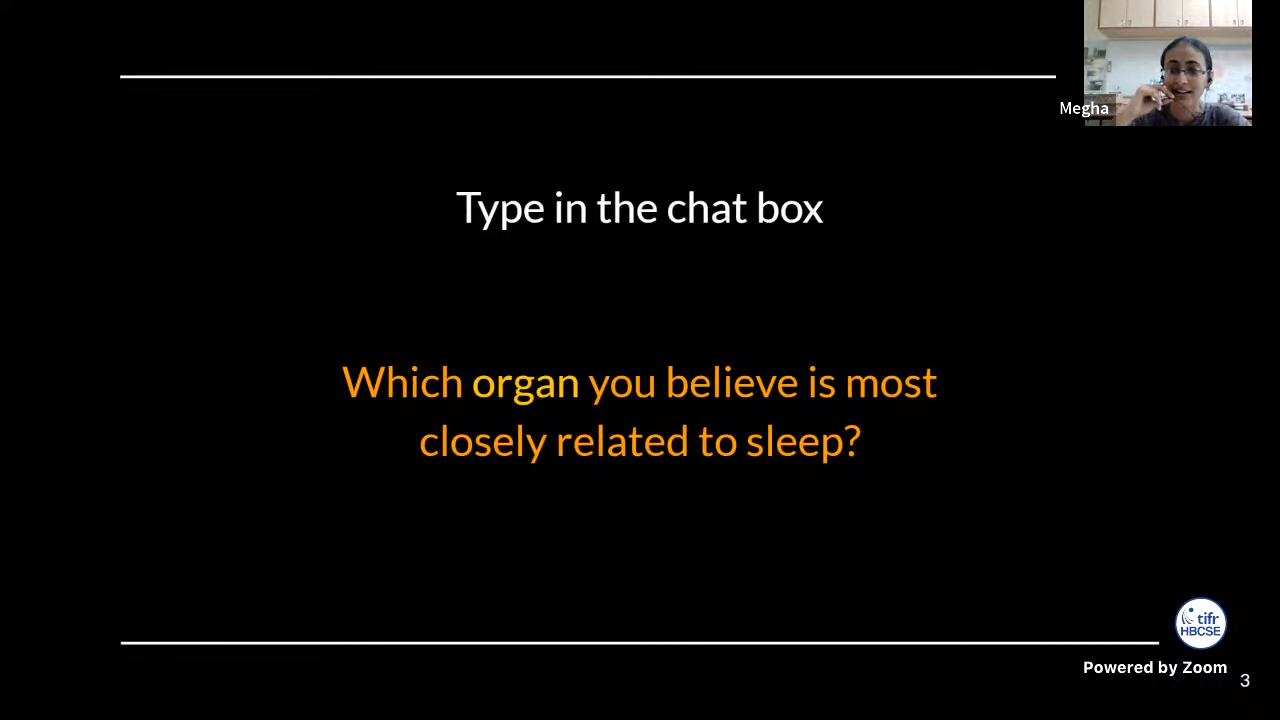 Megha
Type in the chat box
Which organ you believe is most
closely related to sleep?
tifr
HBCSE
Powered by Zoom
3